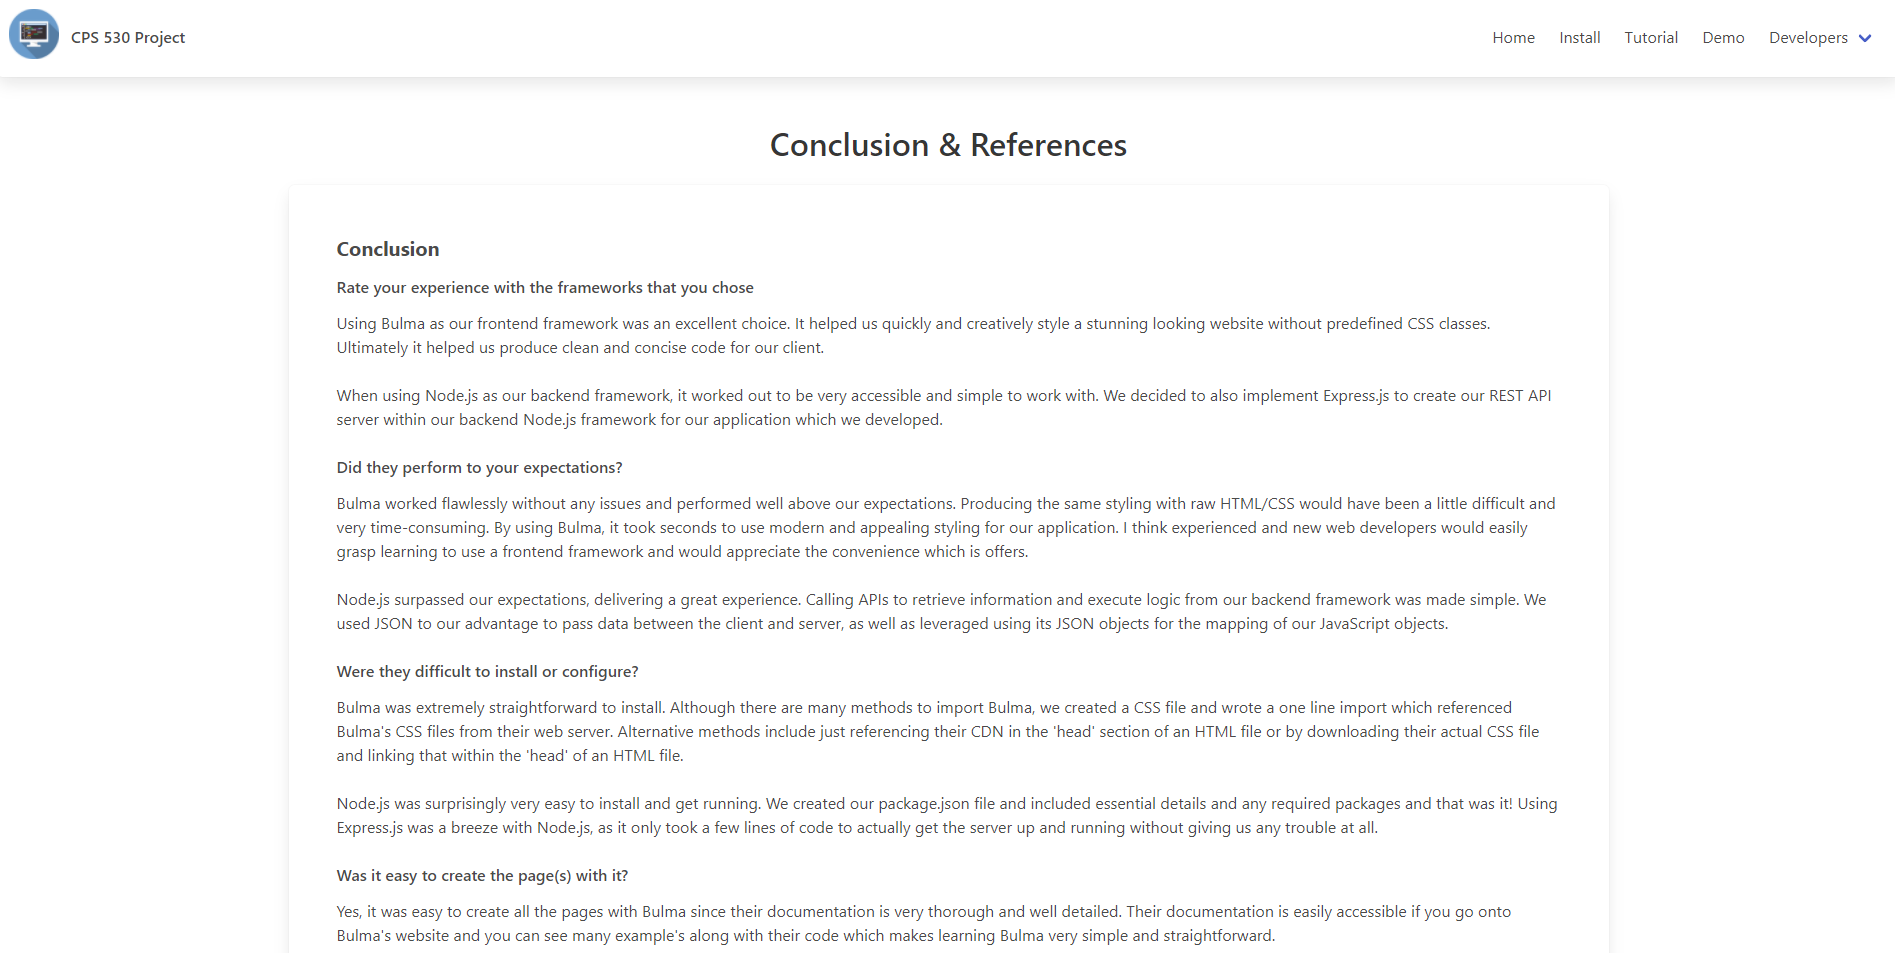 CPS 530 Project
Home Install Tutorial Demo Developers
Conclusion & References
Conclusion
Rate your experience with the frameworks that you chose
Using Bulma as our frontend framework was an excellent choice. It helped us quickly and creatively style a stunning looking website without predefined CSS classes.
Ultimately it helped us produce clean and concise code for our client.
When using Node.js as our backend framework, it worked out to be very accessible and simple to work with. We decided to also implement Express.js to create our REST API
server within our backend Node.js framework for our application which we developed.
Did they perform to your expectations?
Bulma worked flawlessly without any issues and performed well above our expectations. Producing the same styling with raw HTML/CSS would have been a little difficult and
very time-consuming. By using Bulma, it took seconds to use modern and appealing styling for our application. I think experienced and new web developers would easily
grasp learning to use a frontend framework and would appreciate the convenience which is offers.
Node.js surpassed our expectations, delivering a great experience. Calling APIs to retrieve information and execute logic from our backend framework was made simple. We
used JSON to our advantage to pass data between the client and server, as well as leveraged using its JSON objects for the mapping of our JavaScript objects.
Were they difficult to install or configure?
Bulma was extremely straightforward to install. Although there are many methods to import Bulma, we created a CSS file and wrote a one line import which referenced
Bulma's CSS files from their web server. Alternative methods include just referencing their CDN in the 'head' section of an HTML file or by downloading their actual CSS file
and linking that within the 'head' of an HTML file.
Node.js was surprisingly very easy to install and get running. We created our package.json file and included essential details and any required packages and that was it! Using
Express.js was a breeze with Node.js, as it only took a few lines of code to actually get the server up and running without giving us any trouble at all.
Was it easy to create the page(s) with it?
Yes, it was easy to create all the pages with Bulma since their documentation is very thorough and well detailed. Their documentation is easily accessible if you go onto
Bulma's website and you can see many example's along with their code which makes learning Bulma very simple and straightforward.